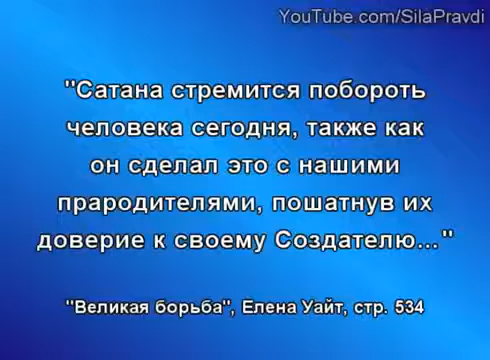 YouTube.com/SilaPravdi
"Сатана стремится побороть
человека сегодня, также как
он сделал это с нашими
прародителями, пошатнув их
доверие к своему Создателю..."
"Великая борьба", Елена Уайт, стр. 534